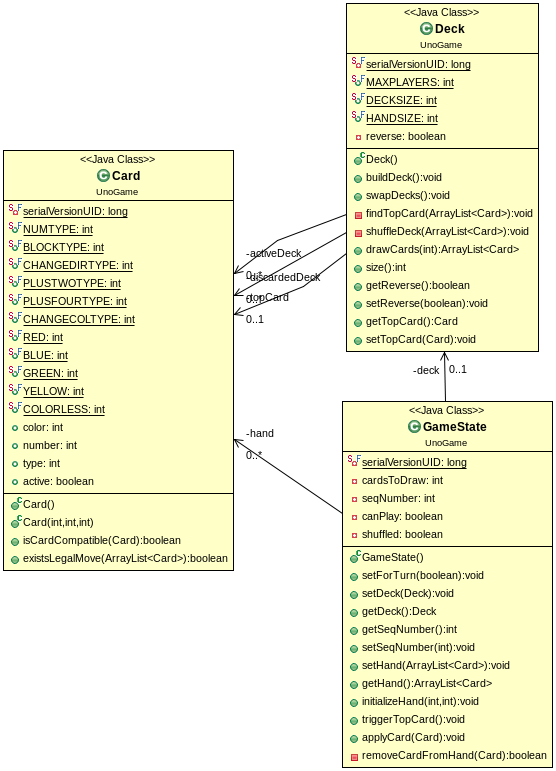 <<Java Class>>
Deck
UnoGame
serialVersionUID: long
MAXPLAYERS: int
DECKSIZE: int
HANDSIZE: int
reverse: boolean
Deck()
buildDeck():void
swapDecks():void
findTopCard(ArrayList<Card>):void
shuffleDeck(ArrayList<Card>):void
drawCards(int):ArrayList<Card>
size():int
getReverse():boolean
setReverse(boolean):void
getTopCard():Card
setTopCard(Card):void
<<Java Class>>
Card
UnoGame
serialVersionUID: long
NUMTYPE: int
BLOCKTYPE: int
CHANGEDIRTYPE: int
PLUSTWOTYPE: int
PLUSFOURTYPE: int
CHANGECOLTYPE: int
RED: int
BLUE: int
GREEN: int
YELLOW: int
COLORLESS: int
color: int
number: int
type: int
active: boolean
Card()
Card(int,int,int)
isCardCompatible(Card):boolean
existsLegalMove(ArrayList<Card>):boolean
-activeDeck
0..*
-discardedDeck
-topCard
0..1
-deck
0..1
-hand
0..*
<<Java Class>>
GameState
UnoGame
serialVersionUID: long
cardsToDraw: int
seqNumber: int
canPlay: boolean
shuffled: boolean
GameState()
setForTurn(boolean):void
setDeck(Deck):void
getDeck():Deck
getSeqNumber():int
setSeqNumber(int):void
setHand(ArrayList<Card>):void
getHand():ArrayList<Card>
initializeHand(int,int):void
triggerTopCard():void
applyCard(Card):void
removeCardFromHand(Card):boolean